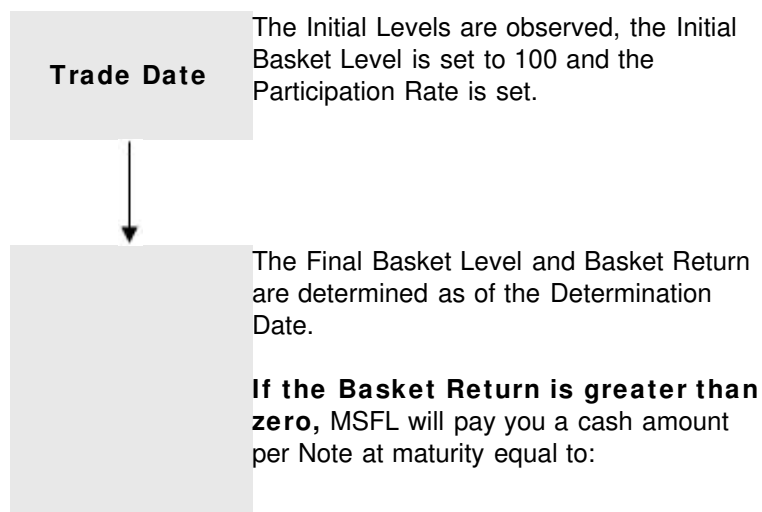 Trade Date
The Initial Levels are observed, the Initial
Basket Level is set to 100 and the
Participation Rate is set.
The Final Basket Level and Basket Return
are determined as of the Determination
Date.
If the Basket Return is greater than
zero, MSFL will pay you a cash amount
per Note at maturity equal to: